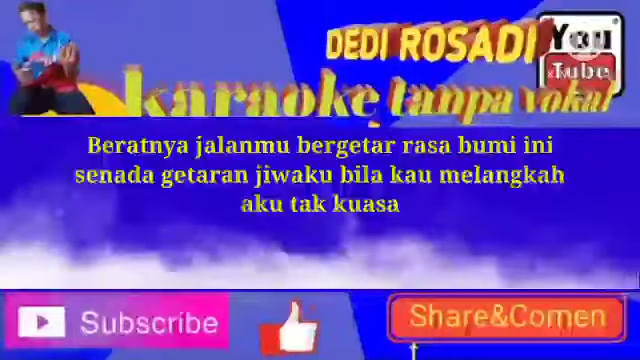 DEDI ROSADI
You
Tube
karaoke tanpa vokal
Beratnya jalanmu bergetar rasa bumi ini
senada getaran jiwaku bila kau melangkah
aku tak kuasa
Subscribe
Share&Comen